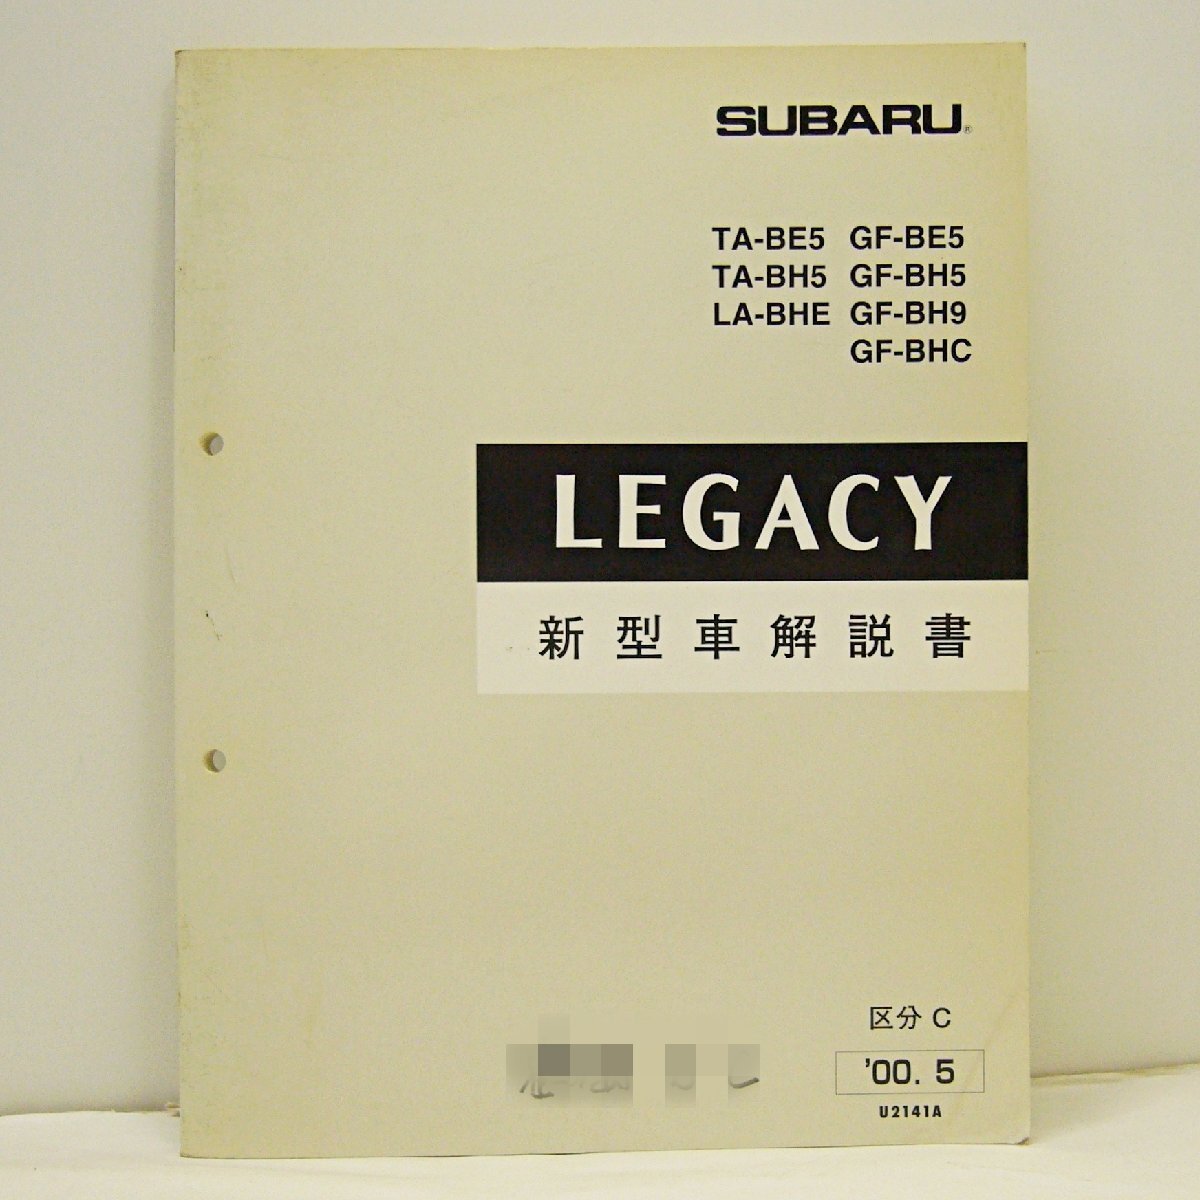 SUBARU®
TA-BE5 GF-BE5
TA-BH5 GF-BH5
LA-BHE GF-BH9
GF-BHC
LEGACY
新型車解説書
区分 C
'00. 5
U2141A